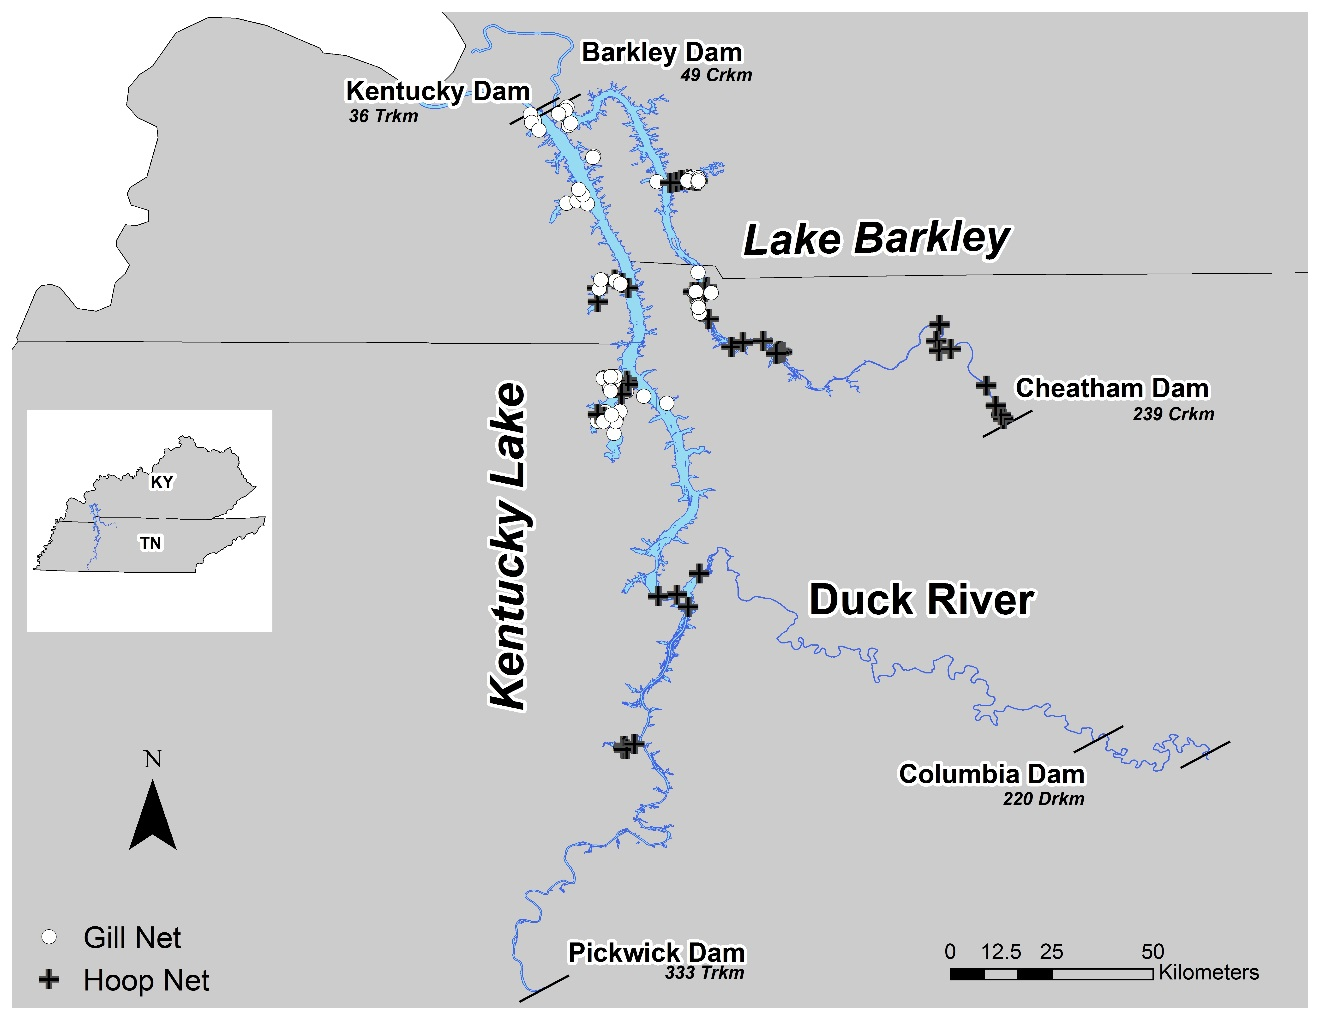 Barkley Dam
49 Crkm
Kentucky Dam
36 Trkm
Lake Barkley
Cheatham Dam
239 Crkm
Kentucky Lake
KY
TN
Duck River
Columbia Dam
220 Drkm
N
Gill Net
Hoop Net
Pickwick Dam
333 Trkm
0 12.5 25 50
Kilometers